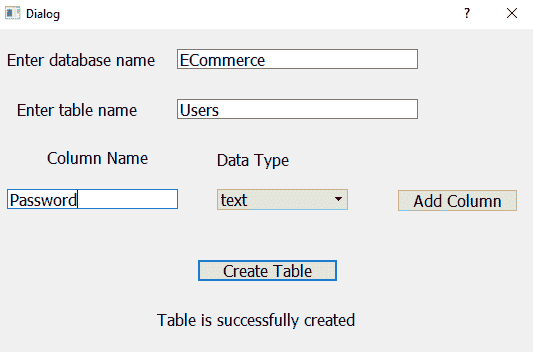 Dialog ?
Enter database name ECommerce
Enter table name Users
Column Name Data Type
Password text Add Column
Create Table
Table is successfully created